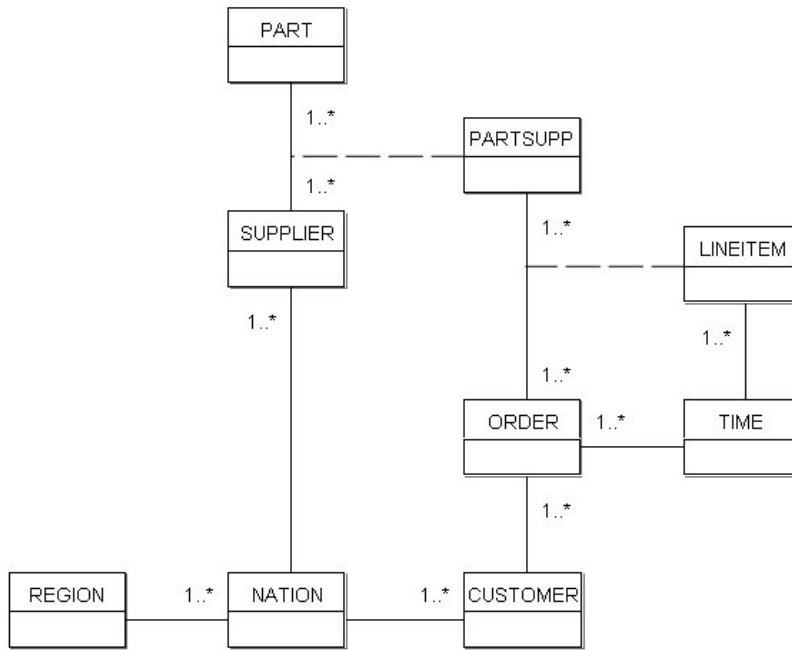 PART
1..*
PARTSUPP
1..*
SUPPLIER
1..*
LINEITEM
1..*
1..*
1..*
ORDER
1..*
TIME
1..*
REGION
1..*
NATION
1..*
CUSTOMER